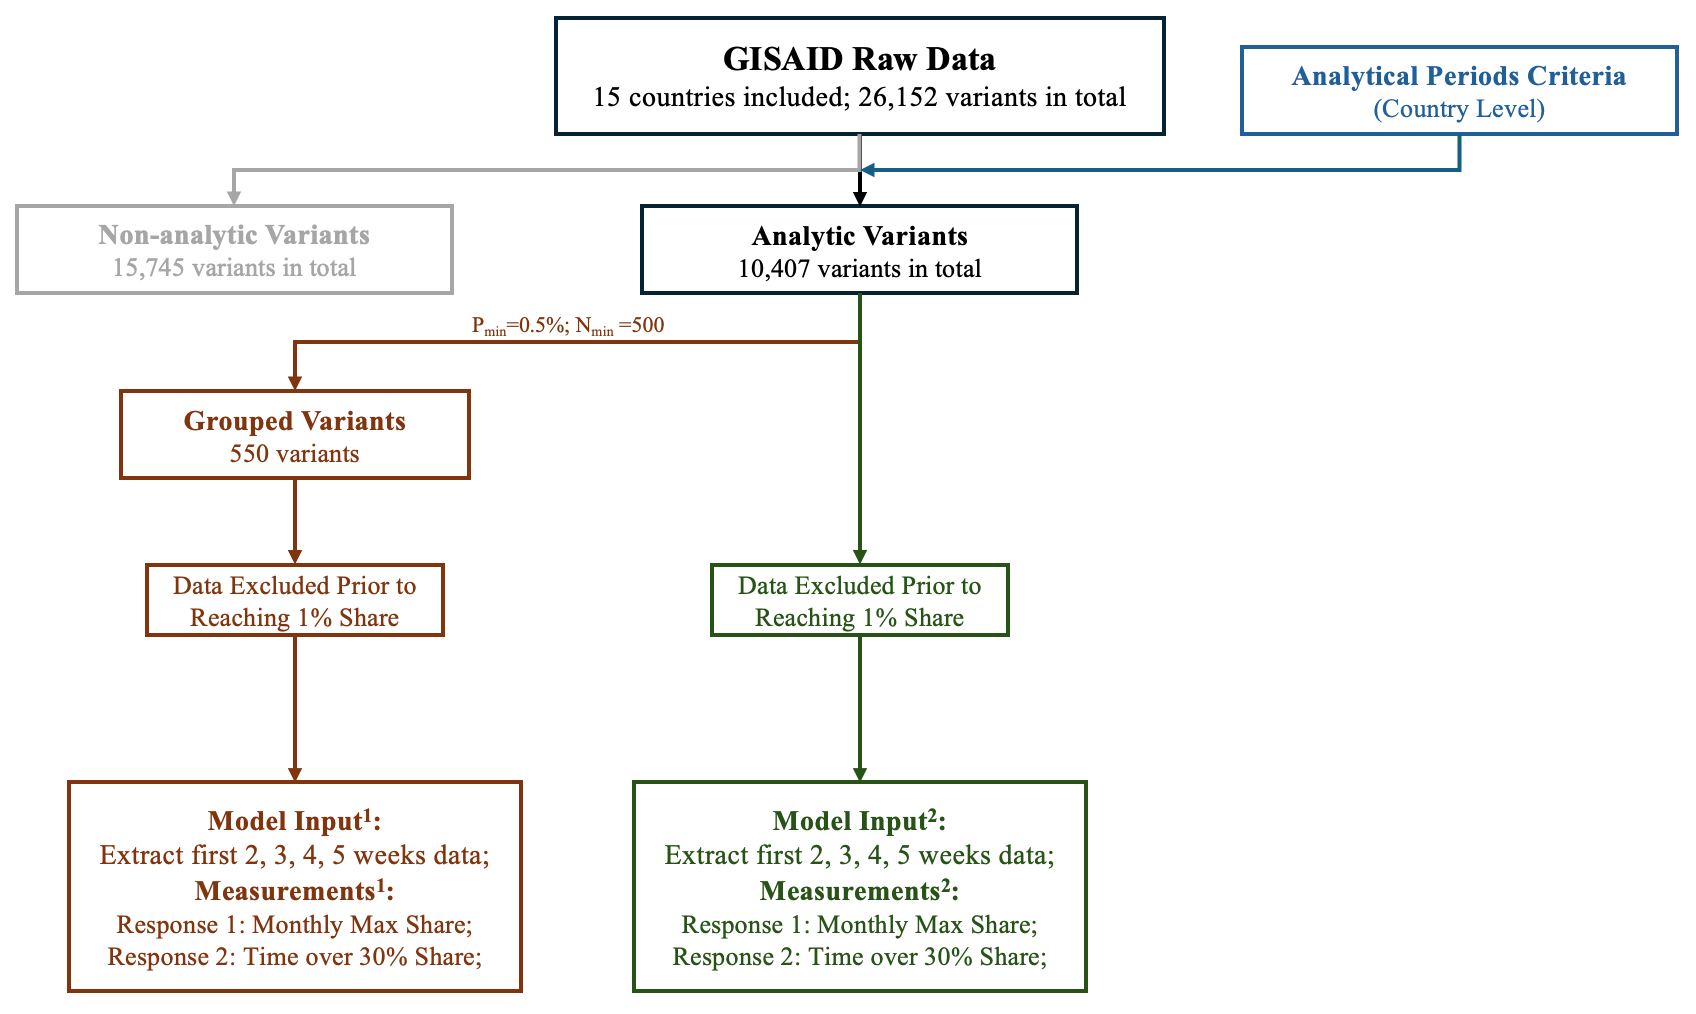 GISAID Raw Data
15 countries included; 26,152 variants in total
Analytical Periods Criteria
(Country Level)
Non-analytic Variants
15,745 variants in total
Analytic Variants
10,407 variants in total
Pmin=0.5%; Nmin =500
Grouped Variants
550 variants
Data Excluded Prior to
Reaching 1% Share
Data Excluded Prior to
Reaching 1% Share
Model Input¹:
Extract first 2, 3, 4, 5 weeks data;
Measurements¹:
Response 1: Monthly Max Share;
Response 2: Time over 30% Share;
Model Input²:
Extract first 2, 3, 4, 5 weeks data;
Measurements²:
Response 1: Monthly Max Share;
Response 2: Time over 30% Share;